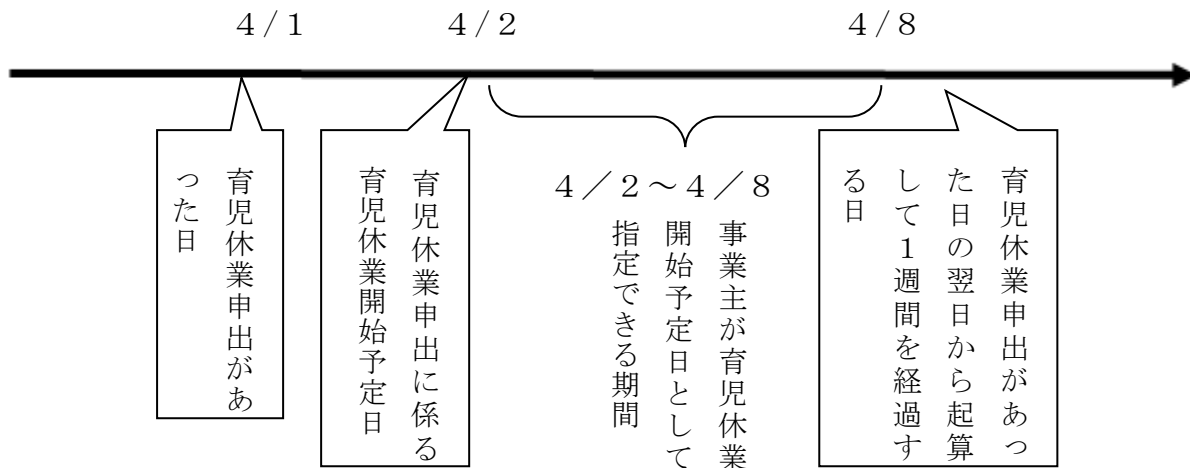 4/1
4/2
4/8
育児休業申出があ
った日
育児休業申出に係る
育児休業開始予定日
4/2~4/8
事業主が育児休業
開始予定日として
指定できる期間
育児休業申出があっ
た日の翌日から起算
して1週間を経過す
る日